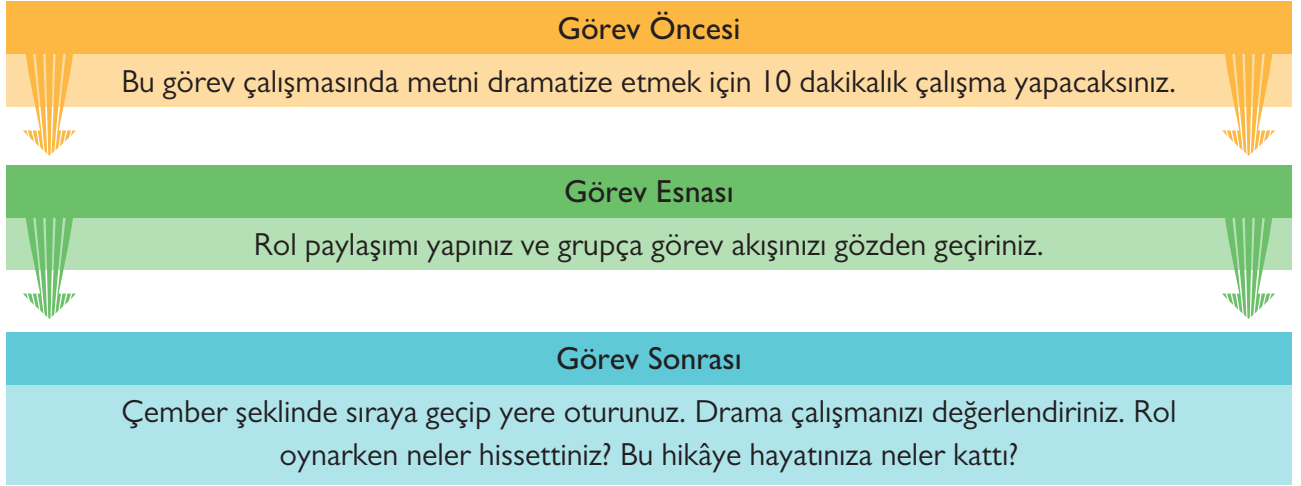 Görev Öncesi
Bu görev çalışmasında metni dramatize etmek için 10 dakikalık çalışma yapacaksınız.
Görev Esnası
Rol paylaşımı yapınız ve grupça görev akışınızı gözden geçiriniz.
Görev Sonrası
Çember şeklinde sıraya geçip yere oturunuz. Drama çalışmanızı değerlendiriniz. Rol
oynarken neler hissettiniz? Bu hikâye hayatınıza neler kattı?